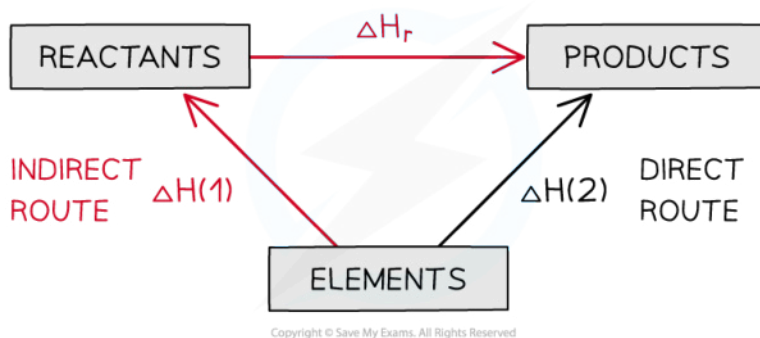 ΔHr
REACTANTS
PRODUCTS
INDIRECT
ROUTE
ΔH(1)
ΔH(2)
DIRECT
ROUTE
ELEMENTS
Copyright © Save My Exams. All Rights Reserved